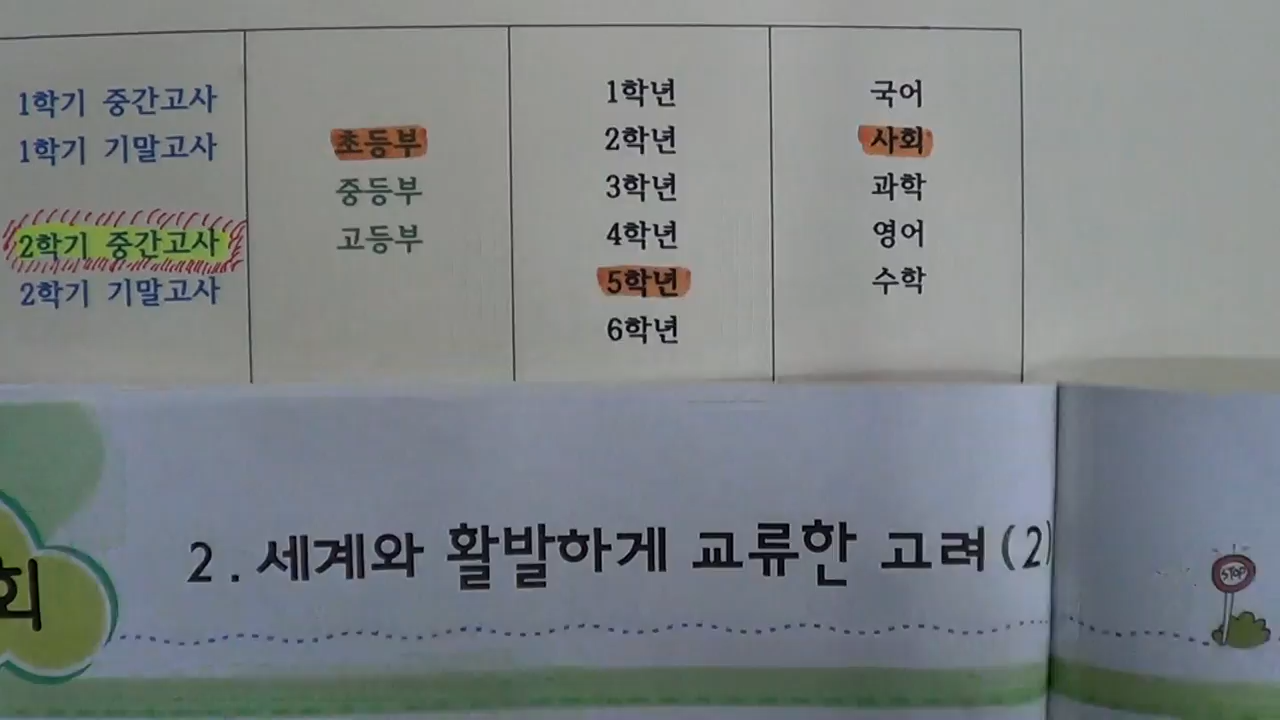 1학기 중간고사
1학기 기말고사
2학기 중간고사
2학기 기말고사
초등부
중등부
고등부
1학년
2학년
3학년
4학년
5학년
6학년
국어
사회
과학
영어
수학
회
2. 세계와 활발하게 교류한 고려(2)
STOP